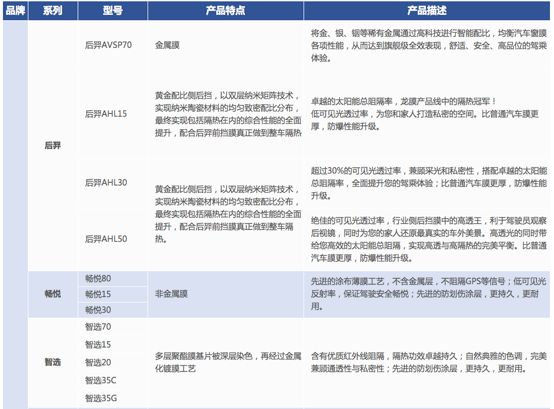 品牌 系列 型号 产品特点 产品描述
后羿
后羿AVSP70
金属膜
将金、银、铟等稀有金属通过高科技进行智能配比，均衡汽车窗膜
各项性能，从而达到旗舰级全效表现，舒适、安全、高品位的驾乘
体验。
后羿AHL15
黄金配比侧后挡，以双层纳米矩阵技术，
实现纳米陶瓷材料的均匀致密配比分布，
最终实现包括隔热在内的综合性能的全面
提升，配合后羿前挡膜真正做到整车隔热
卓越的太阳能总阻隔率，龙膜产品线中的隔热冠军！
低可见光透过率，为您和家人打造私密的空间。比普通汽车膜更
厚，防爆性能升级。
后羿AHL30
黄金配比侧后挡，以双层纳米矩阵技术，
实现纳米陶瓷材料的均匀致密配比分布，
最终实现包括隔热在内的综合性能的全面
提升，配合后羿前挡膜真正做到整车隔
热。
超过30%的可见光透过率，兼顾采光和私密性，搭配卓越的太阳能
总阻隔率，全面提升您的驾乘体验；比普通汽车膜更厚，防爆性能
升级。
后羿AHL50
绝佳的可见光透过率，行业侧后挡膜中的高透王，利于驾驶员观察
后视镜，同时为您的家人还原最真实的车外美景。高透光的同时带
给您高效的太阳能总阻隔，实现高透与高隔热的完美平衡。比普通
汽车膜更厚，防爆性能升级。
畅悦
畅悦80
畅悦15
畅悦30
非金属膜
先进的涂布薄膜工艺，不含金属层，不阻隔GPS等信号；低可见光
反射率，保证驾驶安全畅悦；先进的防划伤涂层，更持久，更耐
用。
智选
智选70
智选15
智选20
智选35C
智选35G
多层聚酯膜基片被深层染色，再经过金属
化镀膜工艺
含有优质红外线阻隔，隔热功效卓越持久；自然典雅的色调，完美
兼顾通透性与私密性；先进的防划伤涂层，更持久，更耐用。